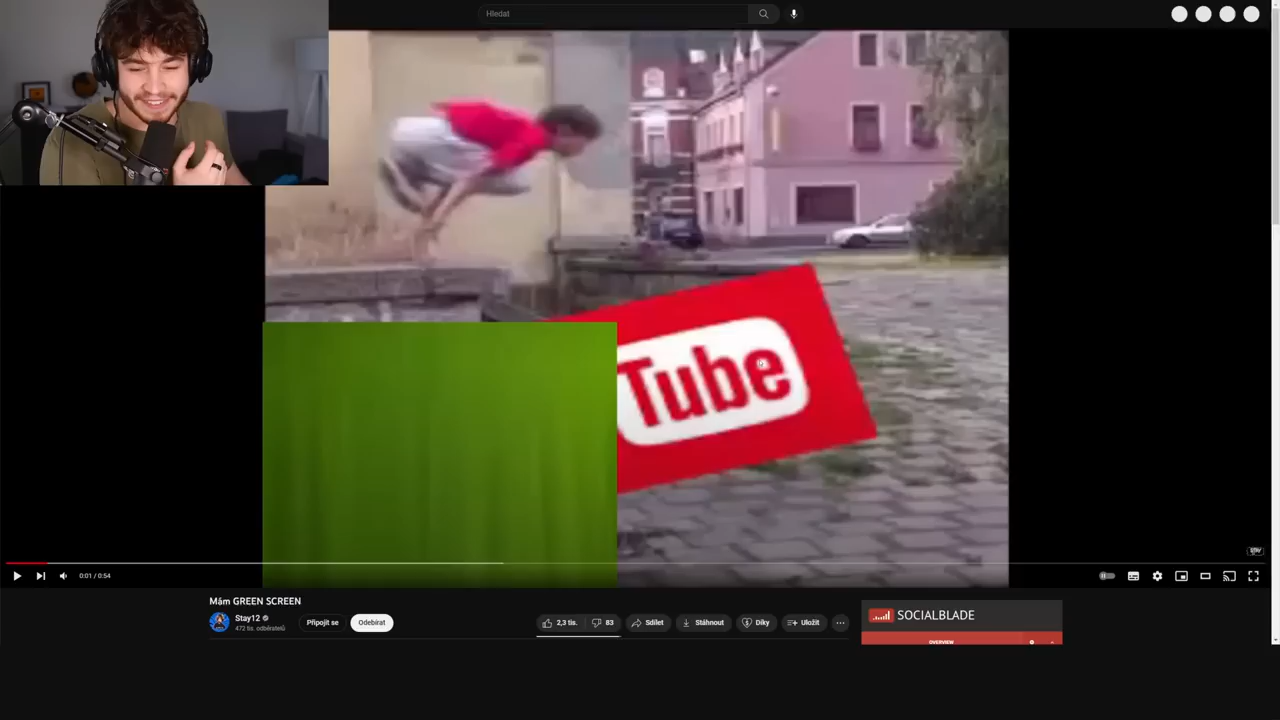 Hledat
Tube
0:01 / 0:54
Mám GREEN SCREEN
Stay12
472 tis. odběratelů
Připojit se
Odebírat
2,3 tis.
83
Sdílet
Stáhnout
Díky
Uložit
SOCIALBLADE
OVERVIEW